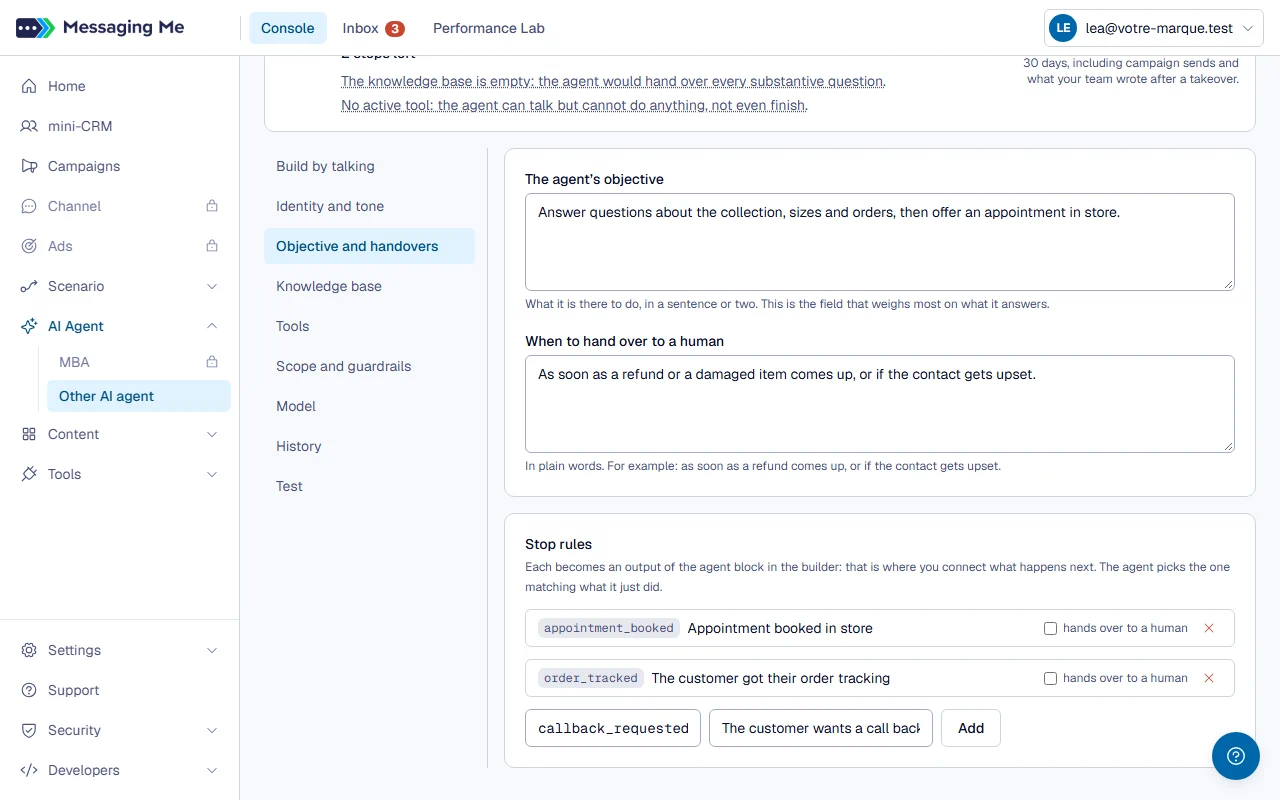 Messaging Me
Console
Inbox 3
Performance Lab
LE lea@votre-marque.test
Home
mini-CRM
Campaigns
Channel
Ads
Scenario
AI Agent
MBA
Other AI agent
Content
Tools
Settings
Support
Security
Developers
The knowledge base is empty: the agent would hand over every substantive question.
No active tool: the agent can talk but cannot do anything, not even finish.
30 days, including campaign sends and
what your team wrote after a takeover.
Build by talking
Identity and tone
Objective and handovers
Knowledge base
Tools
Scope and guardrails
Model
History
Test
The agent's objective
Answer questions about the collection, sizes and orders, then offer an appointment in store.
What it is there to do, in a sentence or two. This is the field that weighs most on what it answers.
When to hand over to a human
As soon as a refund or a damaged item comes up, or if the contact gets upset.
In plain words. For example: as soon as a refund comes up, or if the contact gets upset.
Stop rules
Each becomes an output of the agent block in the builder: that is where you connect what happens next. The agent picks the one
matching what it just did.
appointment_booked Appointment booked in store hands over to a human
order_tracked The customer got their order tracking hands over to a human
callback_requested The customer wants a call back Add